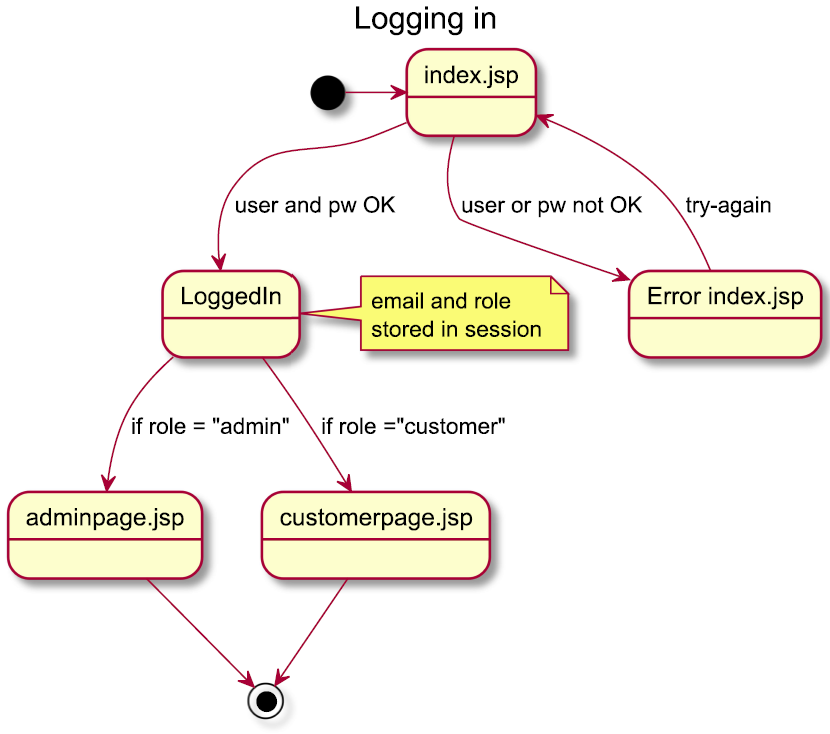 Logging in
index.jsp
user and pw OK
user or pw not OK
try-again
LoggedIn
email and role
stored in session
Error index.jsp
if role = "admin"
if role ="customer"
adminpage.jsp
customerpage.jsp